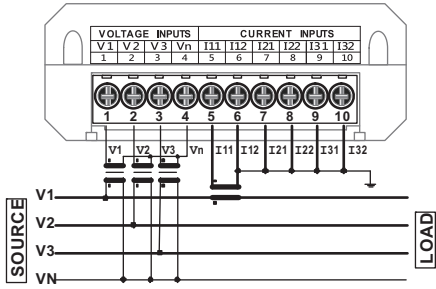 VOLTAGE INPUTS CURRENT INPUTS
V1 V2 V3 Vn I11 I12 I21 I22 I31 I32
1 2 3 4 5 6 7 8 9 10
1 2 3 4 5 6 7 8 9 10
V1 V2 V3 Vn I11 I12 I21 I22 I31 I32
SOURCE
V1
V2
V3
VN
LOAD